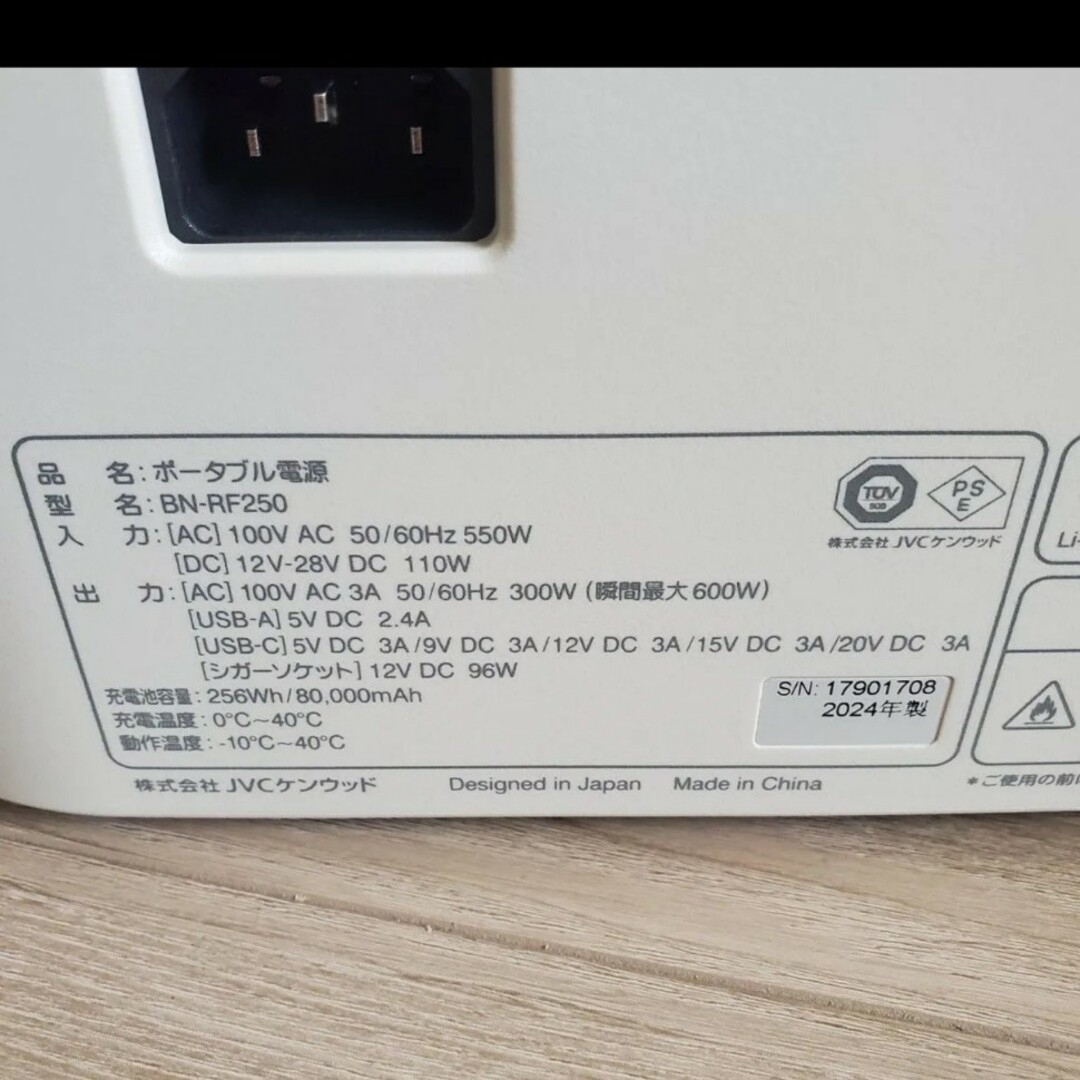 品名:ポータブル電源
型名:BN-RF250
入力:[AC] 100V AC 50/60Hz 550W
[DC] 12V-28V DC 110W
出力:[AC] 100V AC 3A 50/60Hz 300W (瞬間最大600W)
[USB-A] 5V DC 2.4A
[USB-C] 5V DC 3A/9V DC 3A/12V DC 3A/15V DC 3A/20V DC 3A
[シガーソケット] 12V DC 96W
充電池容量:256Wh/80,000mAh
充電温度:0°C~40°C
動作温度:-10°C~40°C
TÜV
PS
E
株式会社JVCケンウッド
S/N: 17901708
2024年製
株式会社JVCケンウッド Designed in Japan Made in China
Li-
*ご使用の前に